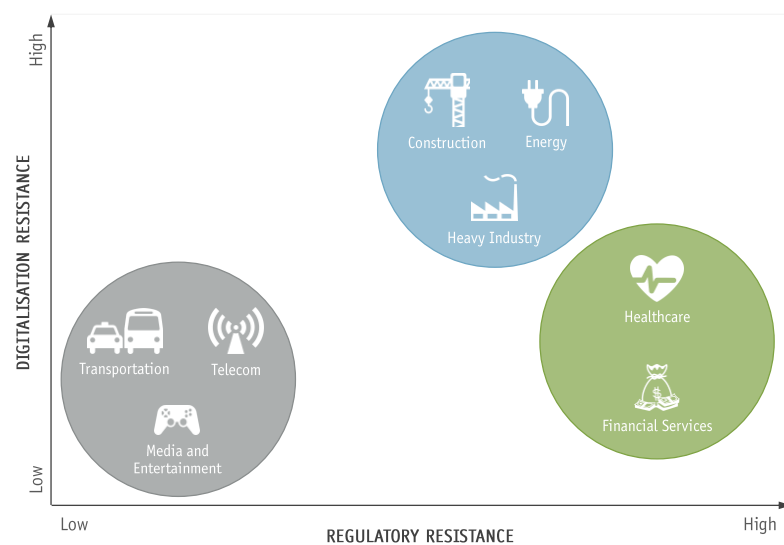 High
DIGITALISATION RESISTANCE
Low
Construction
Energy
Heavy Industry
Healthcare
Financial Services
Transportation
Telecom
Media and
Entertainment
Low
REGULATORY RESISTANCE
High
$